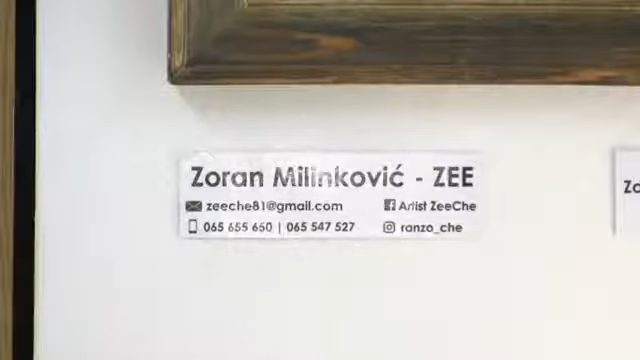 Zoran Milinković - ZEE
zeeche81@gmail.com
Artist ZeeChe
065 655 650 | 065 547 527
ranzo_che